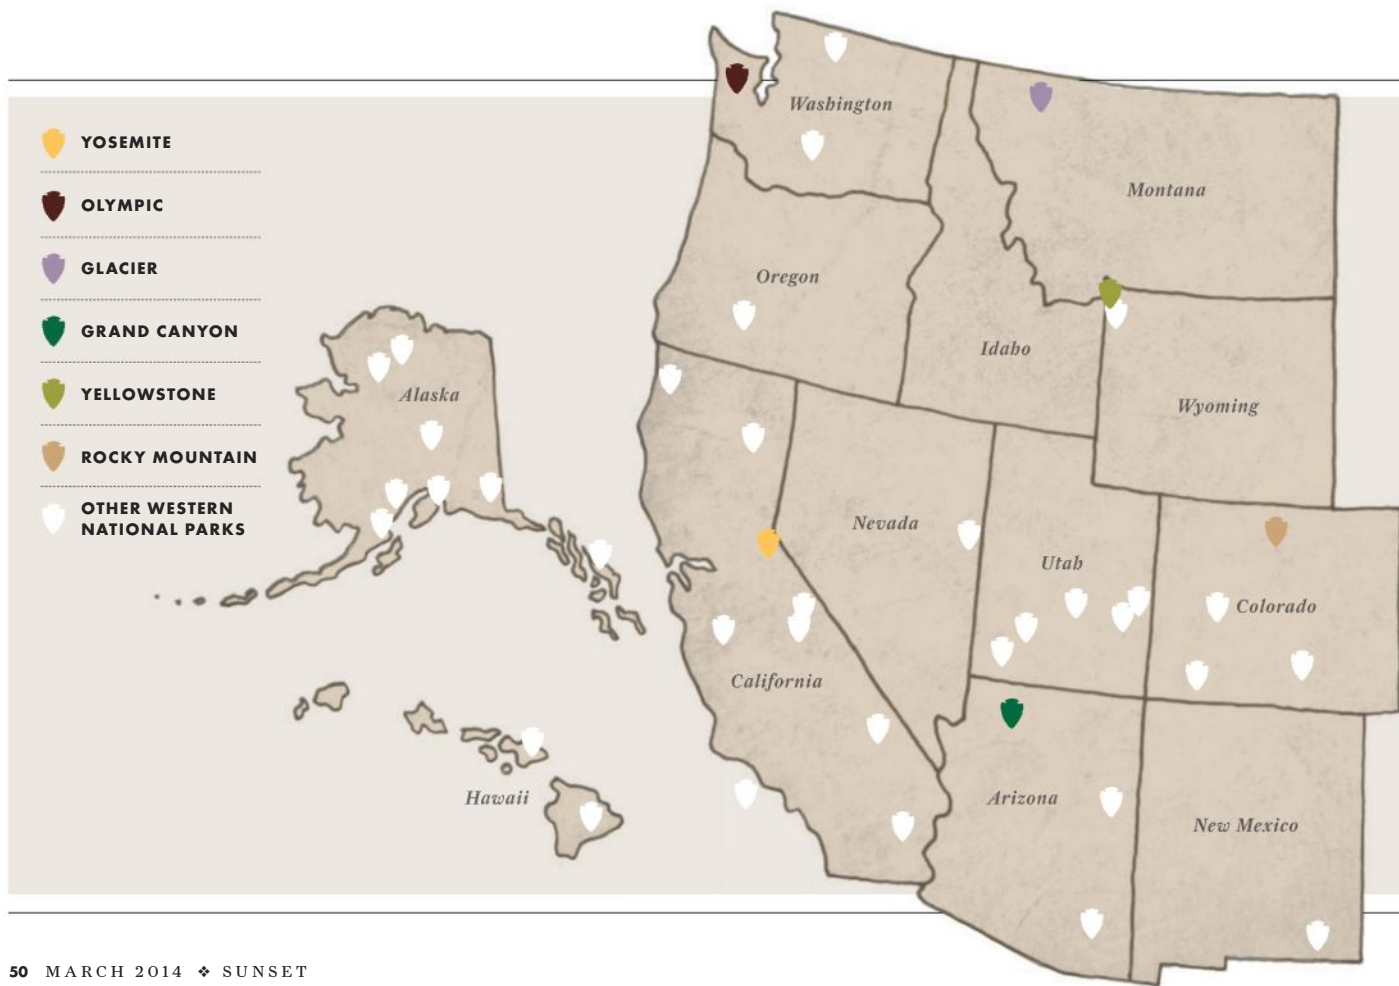 YOSEMITE
OLYMPIC
GLACIER
GRAND CANYON
YELLOWSTONE
ROCKY MOUNTAIN
OTHER WESTERN
NATIONAL PARKS
Washington
Montana
Oregon
Idaho
Wyoming
Alaska
Nevada
Utah
Colorado
California
Hawaii
Arizona
New Mexico
50 MARCH 2014 ❖ SUNSET